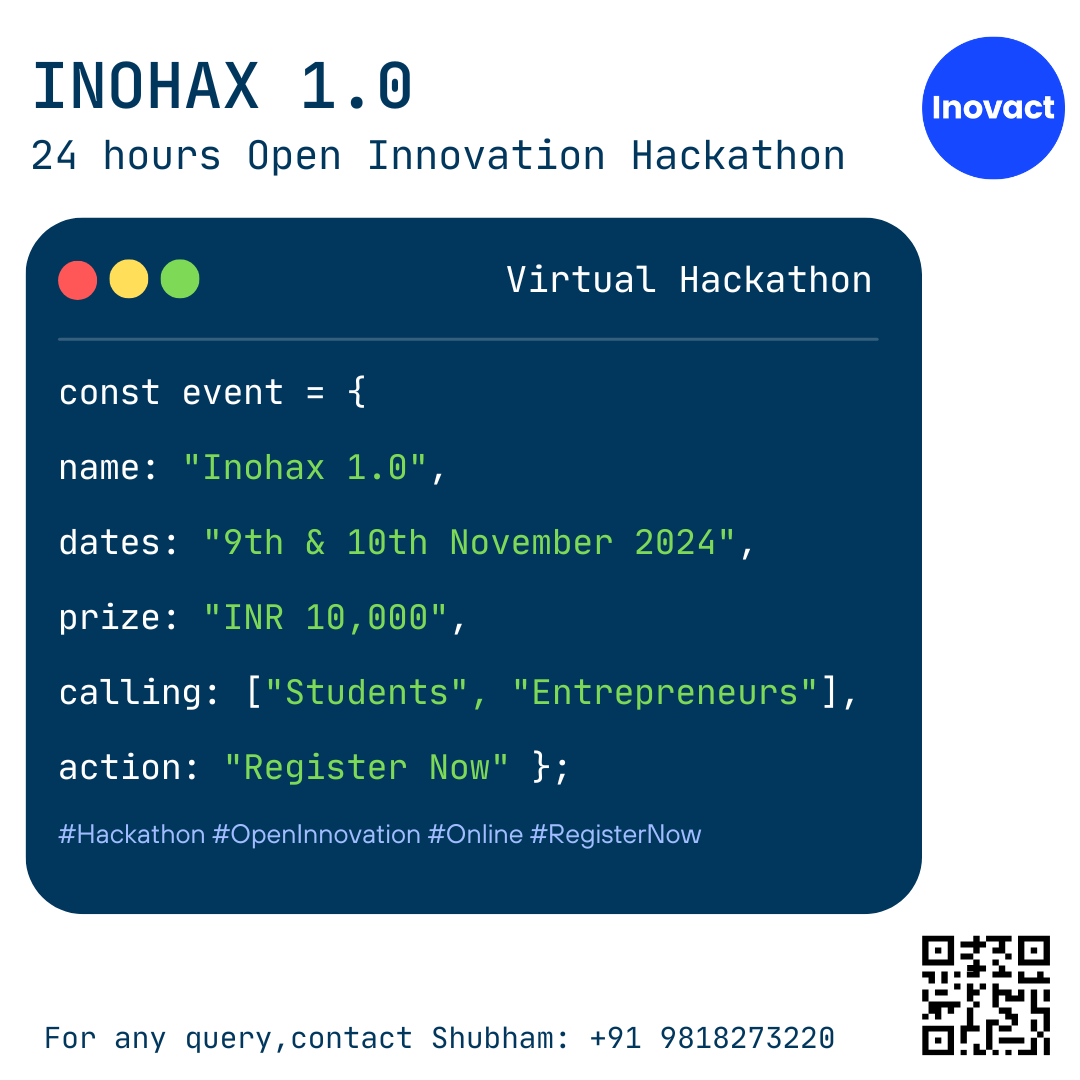 INOHAX 1.0
Inovact
24 hours Open Innovation Hackathon
Virtual Hackathon
const event = {
name: "Inohax 1.0",
dates: "9th & 10th November 2024",
prize: "INR 10,000",
calling: ["Students", "Entrepreneurs"],
action: "Register Now" };
#Hackathon #OpenInnovation #Online #RegisterNow
For any query,contact Shubham: +91 9818273220